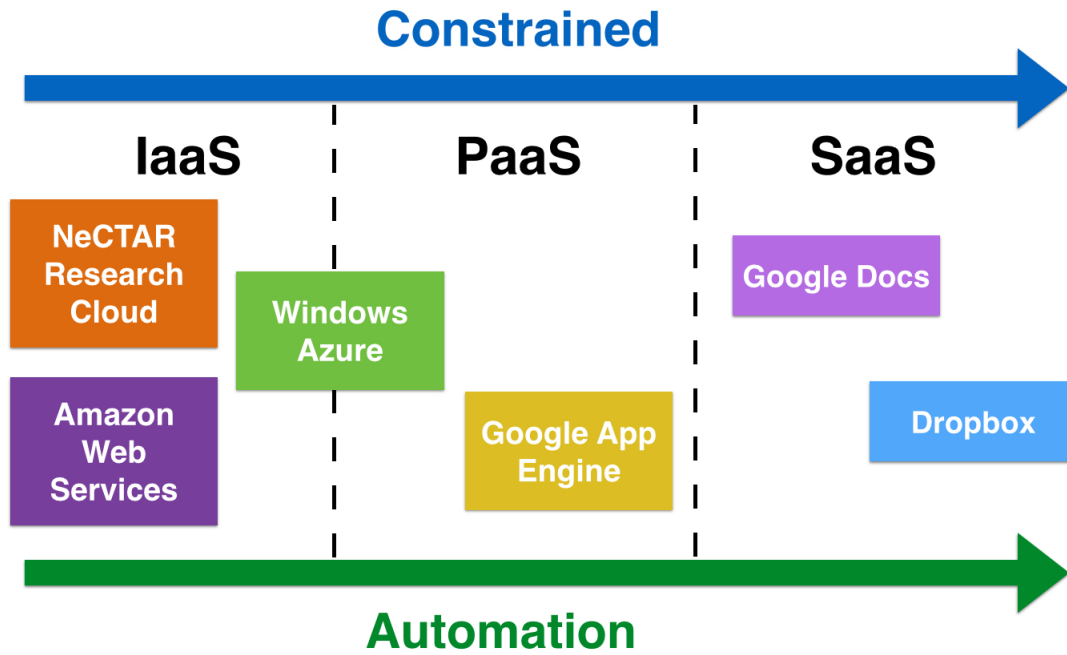 Constrained
IaaS
PaaS
SaaS
NeCTAR
Research
Cloud
Windows
Azure
Google Docs
Amazon
Web
Services
Google App
Engine
Dropbox
Automation